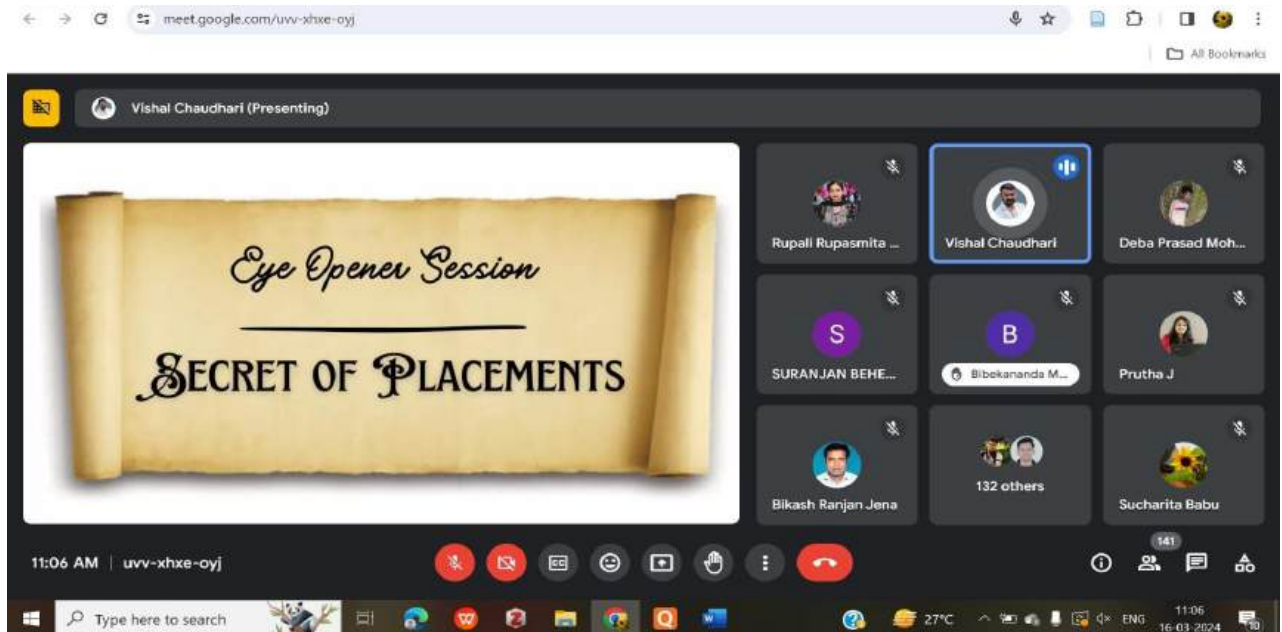 meet.google.com/uvv-xhxe-oyj
All Bookmarks
Vishal Chaudhari (Presenting)
Eye Opener Session
SECRET OF PLACEMENTS
Rupali Rupasmita ...
Vishal Chaudhari
Deba Prasad Moh...
S
SURANJAN BEHE...
B
Bibekananda M...
Prutha J
Bikash Ranjan Jena
132 others
Sucharita Babu
11:06 AM | uvv-xhxe-oyj
CC
141
Type here to search
27°C
ENG
11:06
16-03-2024